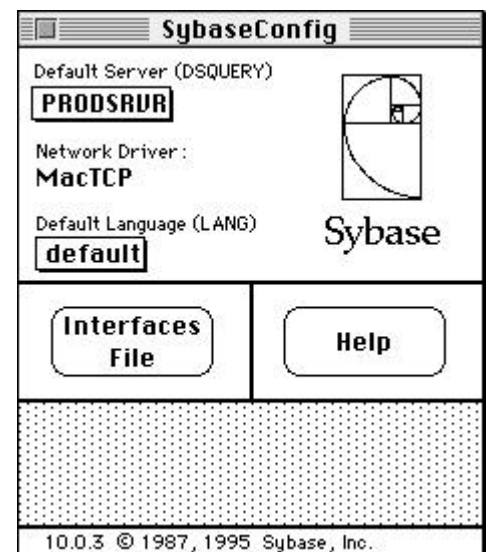 SybaseConfig
Default Server (DSQUERY)
PRODSRVR
Network Driver:
MacTCP
Default Language (LANG)
default
Sybase
Interfaces
File
Help
10.0.3 © 1987, 1995 Sybase, Inc.